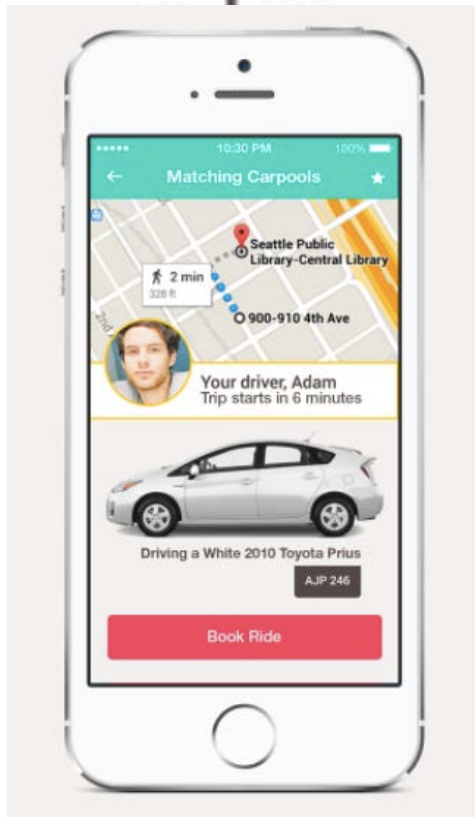 10:30 PM
100%
Matching Carpools
Seattle Public
Library-Central Library
2 min
328 ft
900-910 4th Ave
2nd
Your driver, Adam
Trip starts in 6 minutes
Driving a White 2010 Toyota Prius
AJP 246
Book Ride